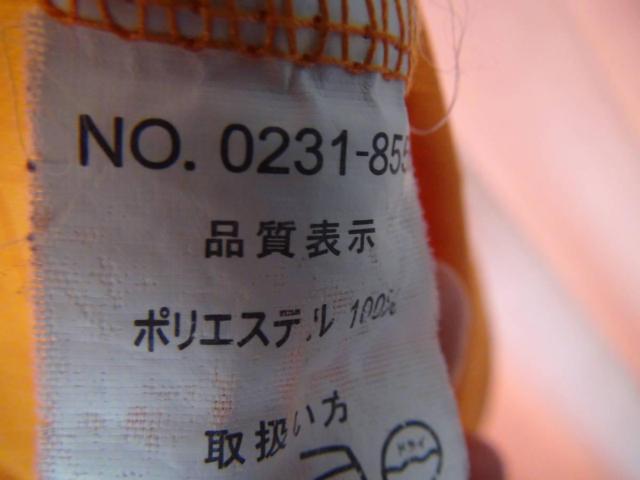 NO. 0231-855
品質表示
ポリエステル 100%
取扱い方
ドライ